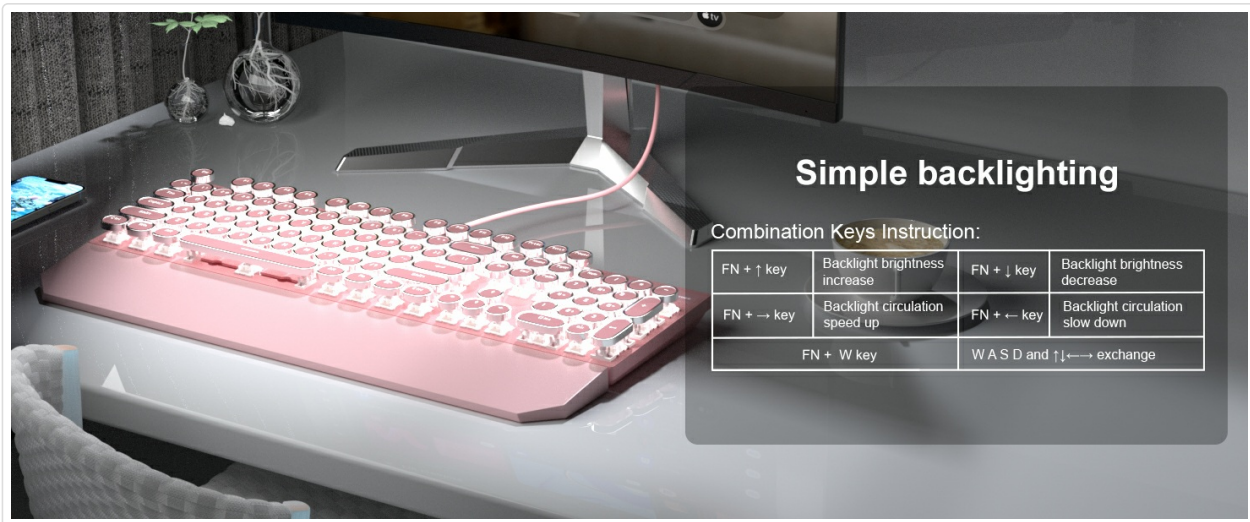 tv
Simple backlighting
Combination Keys Instruction:
FN + ↑ key
Backlight brightness
increase
FN + ↓ key
Backlight brightness
decrease
FN + → key
Backlight circulation
speed up
FN + ← key
Backlight circulation
slow down
FN + W key
W A S D and ↑↓←→ exchange